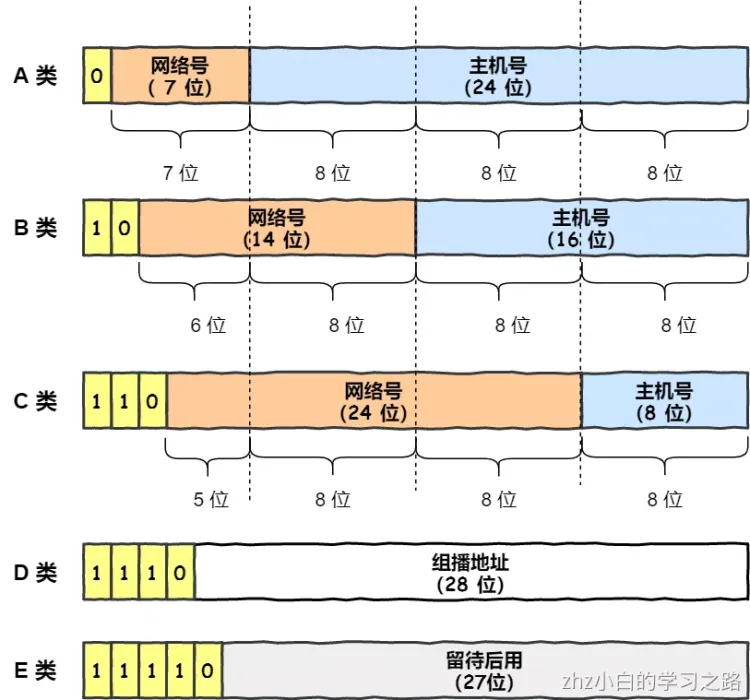 A 类
0
网络号
( 7 位)
主机号
(24 位)
7 位
8 位
8 位
8 位
B 类
1 0
网络号
(14 位)
主机号
(16 位)
6 位
8 位
8 位
8 位
C 类
1 1 0
网络号
(24 位)
主机号
(8 位)
5 位
8 位
8 位
8 位
D 类
1 1 1 0
组播地址
(28 位)
E 类
1 1 1 1 0
留待后用
(27位)
zhz小白的学习之路